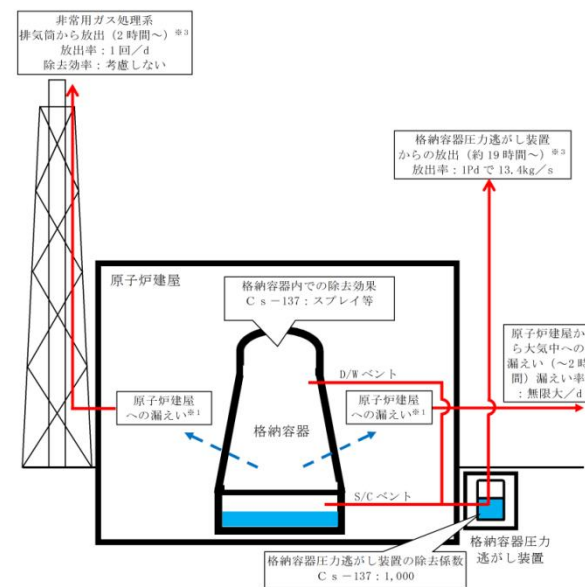 非常用ガス処理系
排気筒から放出（2時間～）※3
放出率：1回／d
除去効率：考慮しない
格納容器圧力逃がし装置
からの放出（約19時間～）※3
放出率：1Pdで13.4kg／s
原子炉建屋
格納容器内での除去効果
Cs－137：スプレイ等
D/Wベント
原子炉建屋か
ら大気中への
漏えい（～2時
間）漏えい率
：無限大／d
原子炉建屋
への漏えい※1
原子炉建屋
への漏えい※1
格納容器
S/Cベント
格納容器圧力
逃がし装置
格納容器圧力逃がし装置の除去係数
Cs－137：1,000